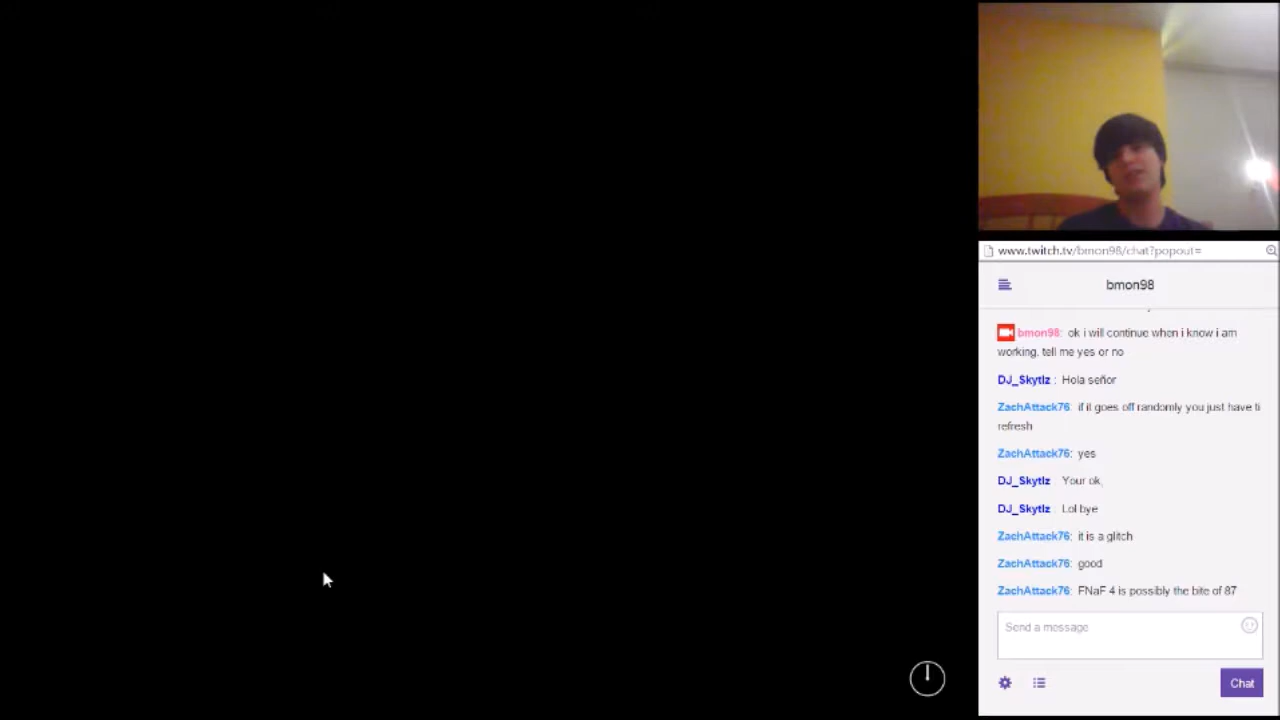 www.twitch.tv/bmon98/chat?popout=
bmon98
bmon98: ok i will continue when i know i am
working, tell me yes or no
DJ_Skytlz : Hola señor
ZachAttack76: if it goes off randomly you just have ti
refresh
ZachAttack76: yes
DJ_Skytlz : Your ok,
DJ_Skytlz : Lol bye
ZachAttack76: it is a glitch
ZachAttack76: good
ZachAttack76: FNaF 4 is possibly the bite of 87
Send a message
Chat